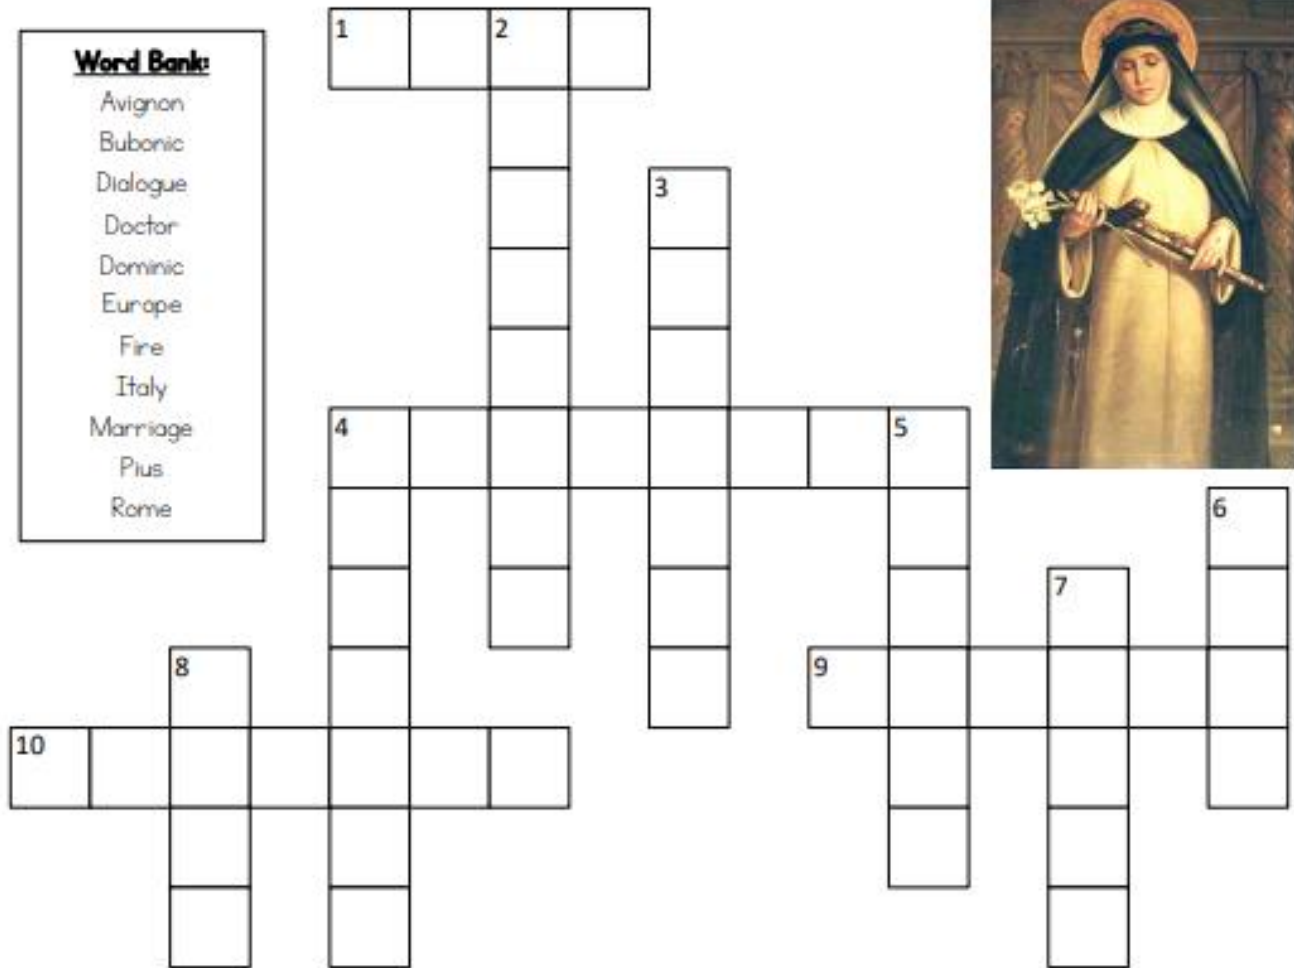 Word Bank:
Avignon
Bubonic
Dialogue
Doctor
Dominic
Europe
Fire
Italy
Marriage
Pius
Rome
1
2
3
4
5
6
7
8
9
10